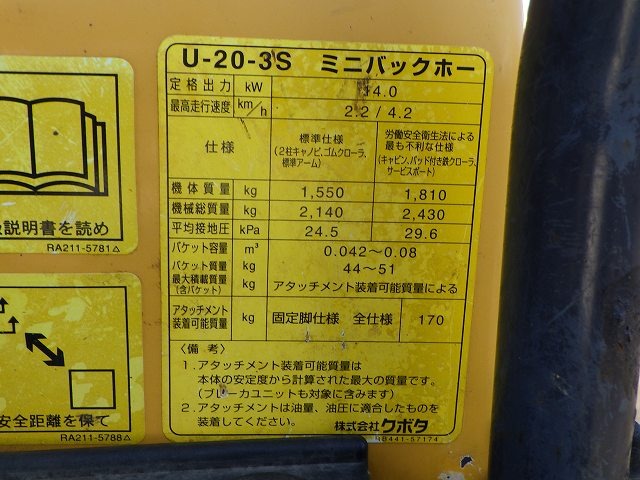 U-20-3S ミニバックホー
定格出力 kW 14.0
最高走行速度 km/h 2.2 / 4.2
仕様
標準仕様
(2柱キャノピ、ゴムクローラ、
標準アーム)
労働安全衛生法による
最も不利な仕様
(キャビン、パッド付き鉄クローラ、
サービスポート)
機体質量 kg 1,550 1,810
機械総質量 kg 2,140 2,430
平均接地圧 kPa 24.5 29.6
バケット容量 m³ 0.042～0.08
バケット質量 kg 44～51
最大積載質量
(含バケット) kg アタッチメント装着可能質量による
アタッチメント
装着可能質量 kg 固定脚仕様 全仕様 170
〈備考〉
1.アタッチメント装着可能質量は
本体の安定度から計算された最大の質量です。
(ブレーカユニットも対象に含みます)
2.アタッチメントは油量、油圧に適合したものを
装着してください。
株式会社クボタ
RB441-57174
説明書を読め
RA211-5781
安全距離を保て
RA211-5788